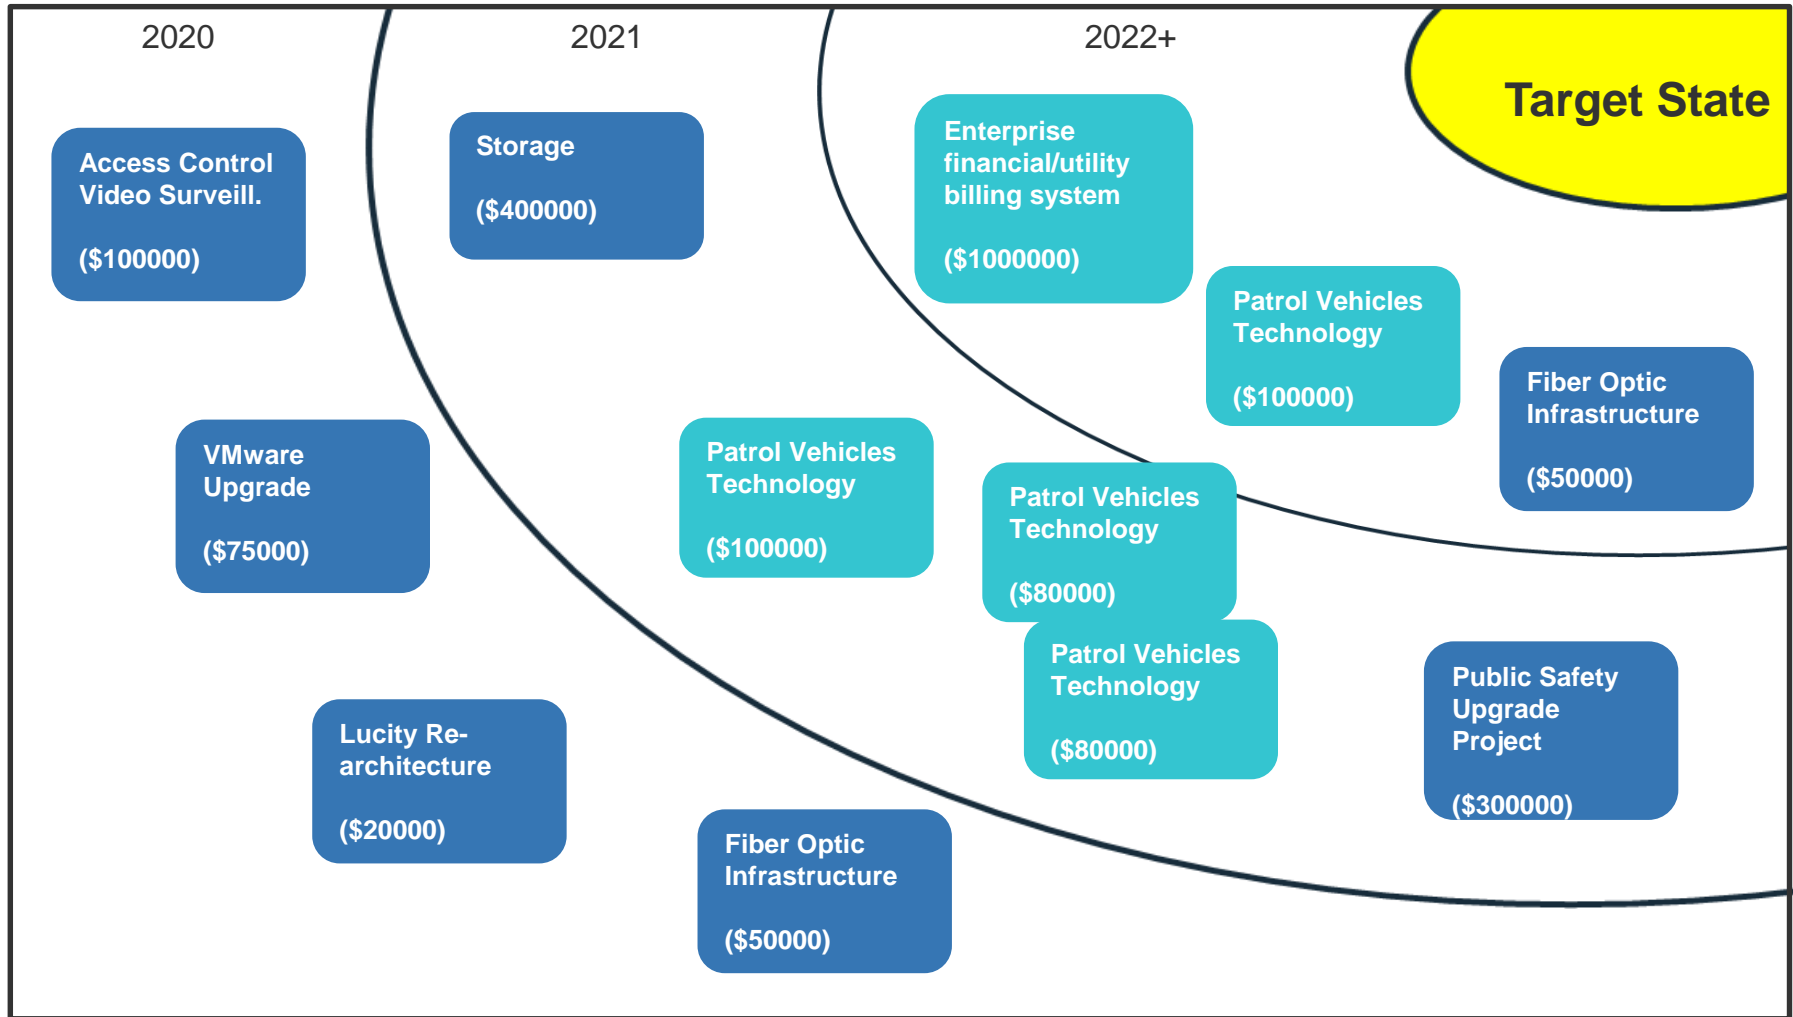 2020
2021
2022+
Target State
Access Control
Video Surveill.
($100000)
Storage
($400000)
Enterprise
financial/utility
billing system
($1000000)
Patrol Vehicles
Technology
($100000)
Fiber Optic
Infrastructure
($50000)
VMware
Upgrade
($75000)
Patrol Vehicles
Technology
($100000)
Patrol Vehicles
Technology
($80000)
Patrol Vehicles
Technology
($80000)
Public Safety
Upgrade
Project
($300000)
Lucity Re-
architecture
($20000)
Fiber Optic
Infrastructure
($50000)